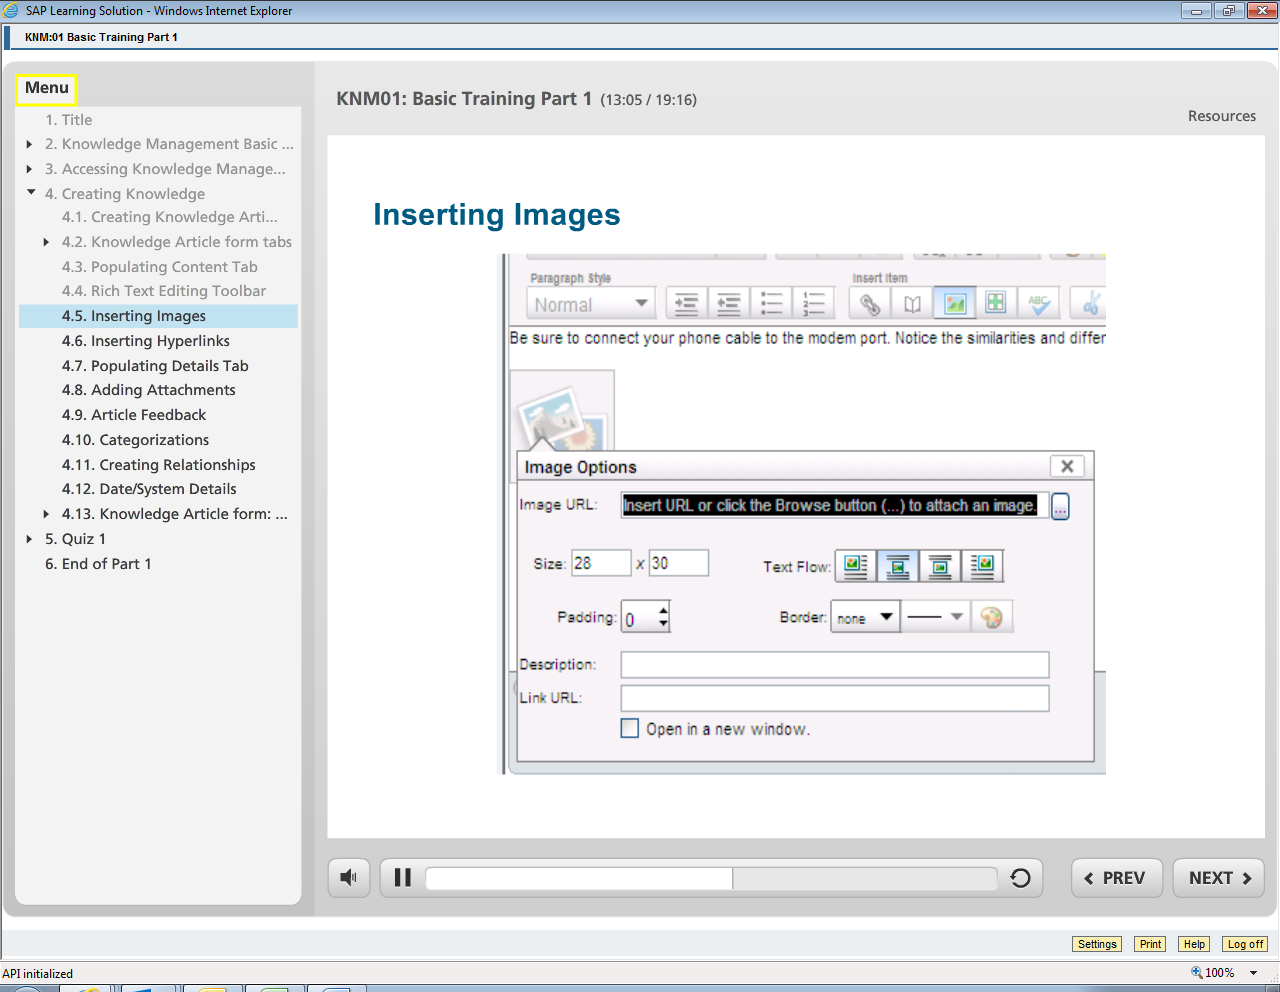 SAP Learning Solution - Windows Internet Explorer
KNM:01 Basic Training Part 1
Menu
1. Title
2. Knowledge Management Basic ...
3. Accessing Knowledge Manage...
4. Creating Knowledge
4.1. Creating Knowledge Arti...
4.2. Knowledge Article form tabs
4.3. Populating Content Tab
4.4. Rich Text Editing Toolbar
4.5. Inserting Images
4.6. Inserting Hyperlinks
4.7. Populating Details Tab
4.8. Adding Attachments
4.9. Article Feedback
4.10. Categorizations
4.11. Creating Relationships
4.12. Date/System Details
4.13. Knowledge Article form: ...
5. Quiz 1
6. End of Part 1
KNM01: Basic Training Part 1 (13:05 / 19:16)
Resources
Inserting Images
Paragraph Style
Insert Item
Normal
ABC
Be sure to connect your phone cable to the modem port. Notice the similarities and differ
Image Options
Image URL: Insert URL or click the Browse button (...) to attach an image. ...
Size: 28 x 30
Text Flow:
Padding: 0
Border: none
Description:
Link URL:
Open in a new window.
PREV
NEXT
Settings
Print
Help
Log off
API initialized
100%